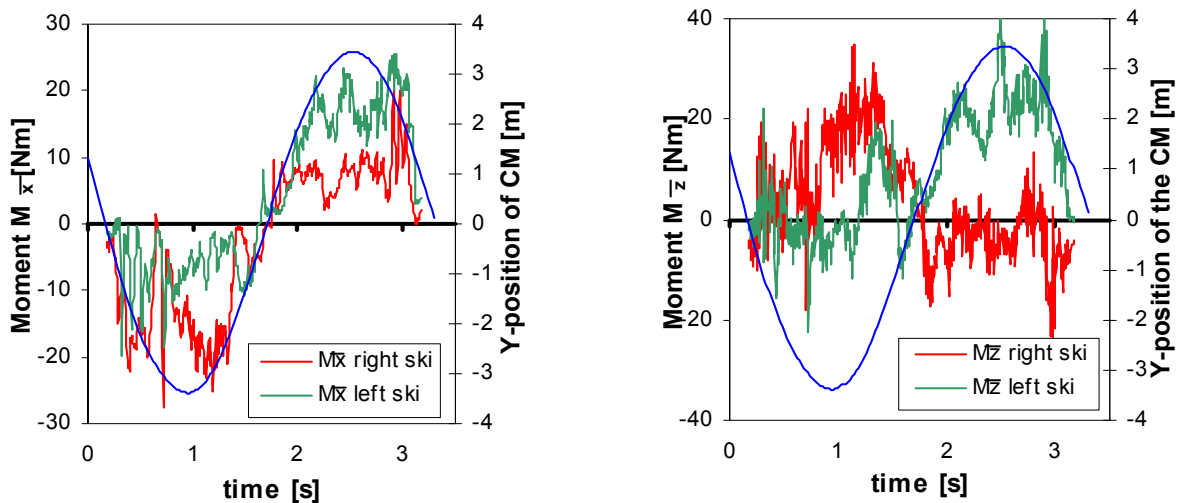 30
20
10
0
-10
-20
-30
Moment M x̅ [Nm]
4
3
2
1
0
-1
-2
-3
-4
Y-position of CM [m]
Mx̅ right ski
Mx̅ left ski
0 1 2 3
time [s]
40
20
0
-20
-40
Moment M z̅ [Nm]
4
3
2
1
0
-1
-2
-3
-4
Y-position of the CM [m]
Mz̅ right ski
Mz̅ left ski
0 1 2 3
time [s]